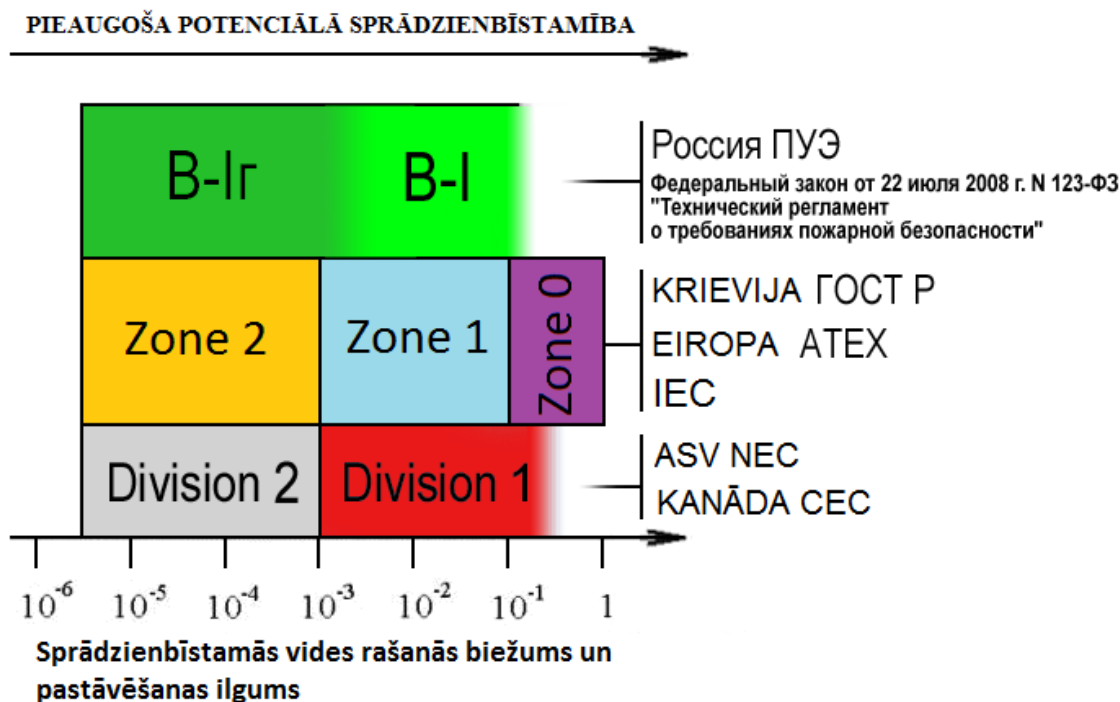 PIEAUGOŠA POTENCIĀLĀ SPRĀDZIENBĪSTAMĪBA
В-Iг
В-I
Россия ПУЭ
Федеральный закон от 22 июля 2008 г. N 123-ФЗ
"Технический регламент
о требованиях пожарной безопасности"
Zone 2
Zone 1
Zone 0
KRIEVIJA ГОСТ Р
EIROPA ATEX
IEC
Division 2
Division 1
ASV NEC
KANĀDA CEC
10⁻⁶ 10⁻⁵ 10⁻⁴ 10⁻³ 10⁻² 10⁻¹ 1
Sprādzienbīstamās vides rašanās biežums un
pastāvēšanas ilgums